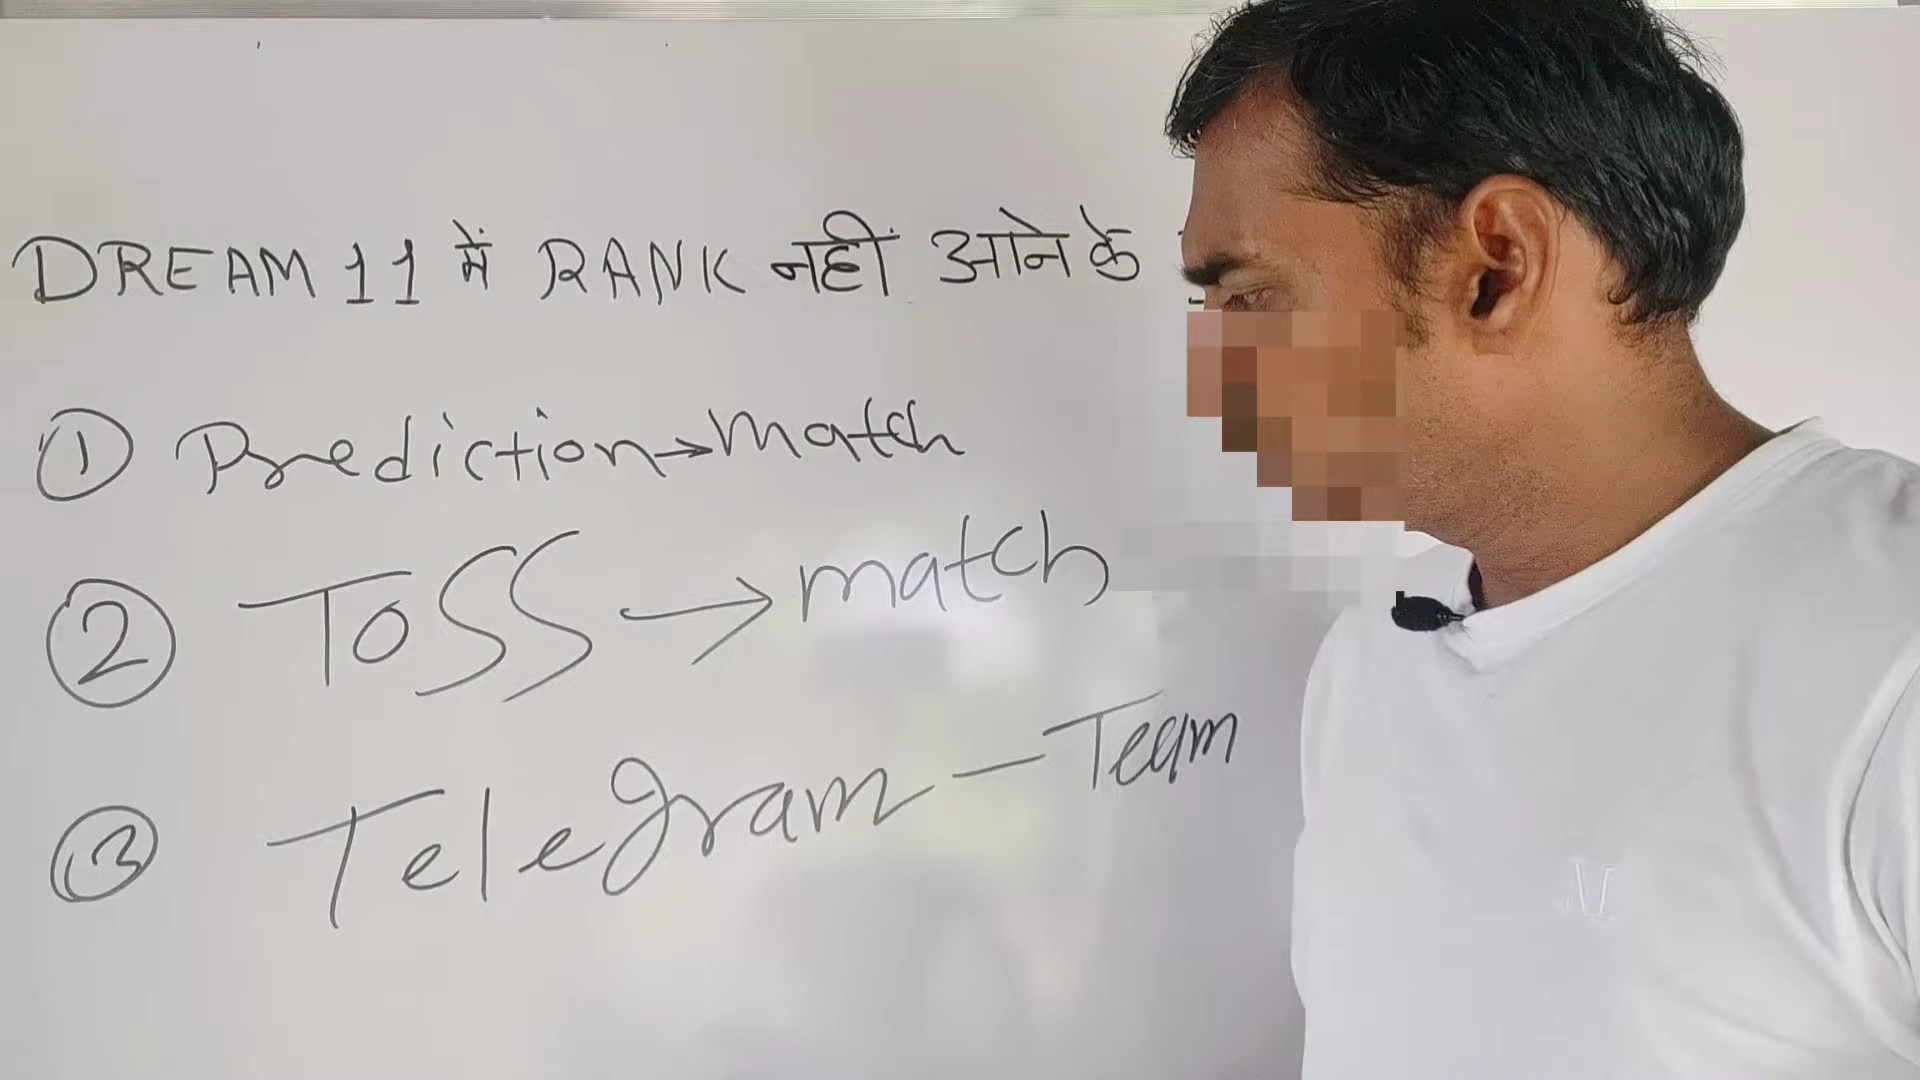 DREAM 11 में RANK नहीं आने के
① Prediction → Match
② Toss → match
③ Telegram - Team